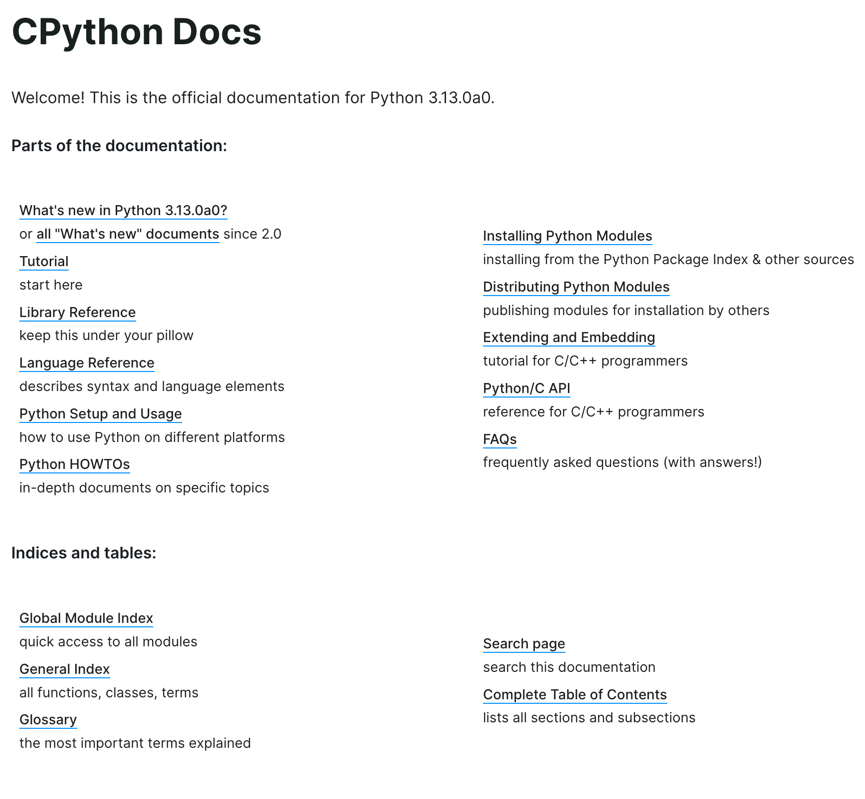 CPython Docs
Welcome! This is the official documentation for Python 3.13.0a0.
Parts of the documentation:
What's new in Python 3.13.0a0?
or all "What's new" documents since 2.0
Tutorial
start here
Library Reference
keep this under your pillow
Language Reference
describes syntax and language elements
Python Setup and Usage
how to use Python on different platforms
Python HOWTOs
in-depth documents on specific topics
Installing Python Modules
installing from the Python Package Index & other sources
Distributing Python Modules
publishing modules for installation by others
Extending and Embedding
tutorial for C/C++ programmers
Python/C API
reference for C/C++ programmers
FAQs
frequently asked questions (with answers!)
Indices and tables:
Global Module Index
quick access to all modules
General Index
all functions, classes, terms
Glossary
the most important terms explained
Search page
search this documentation
Complete Table of Contents
lists all sections and subsections